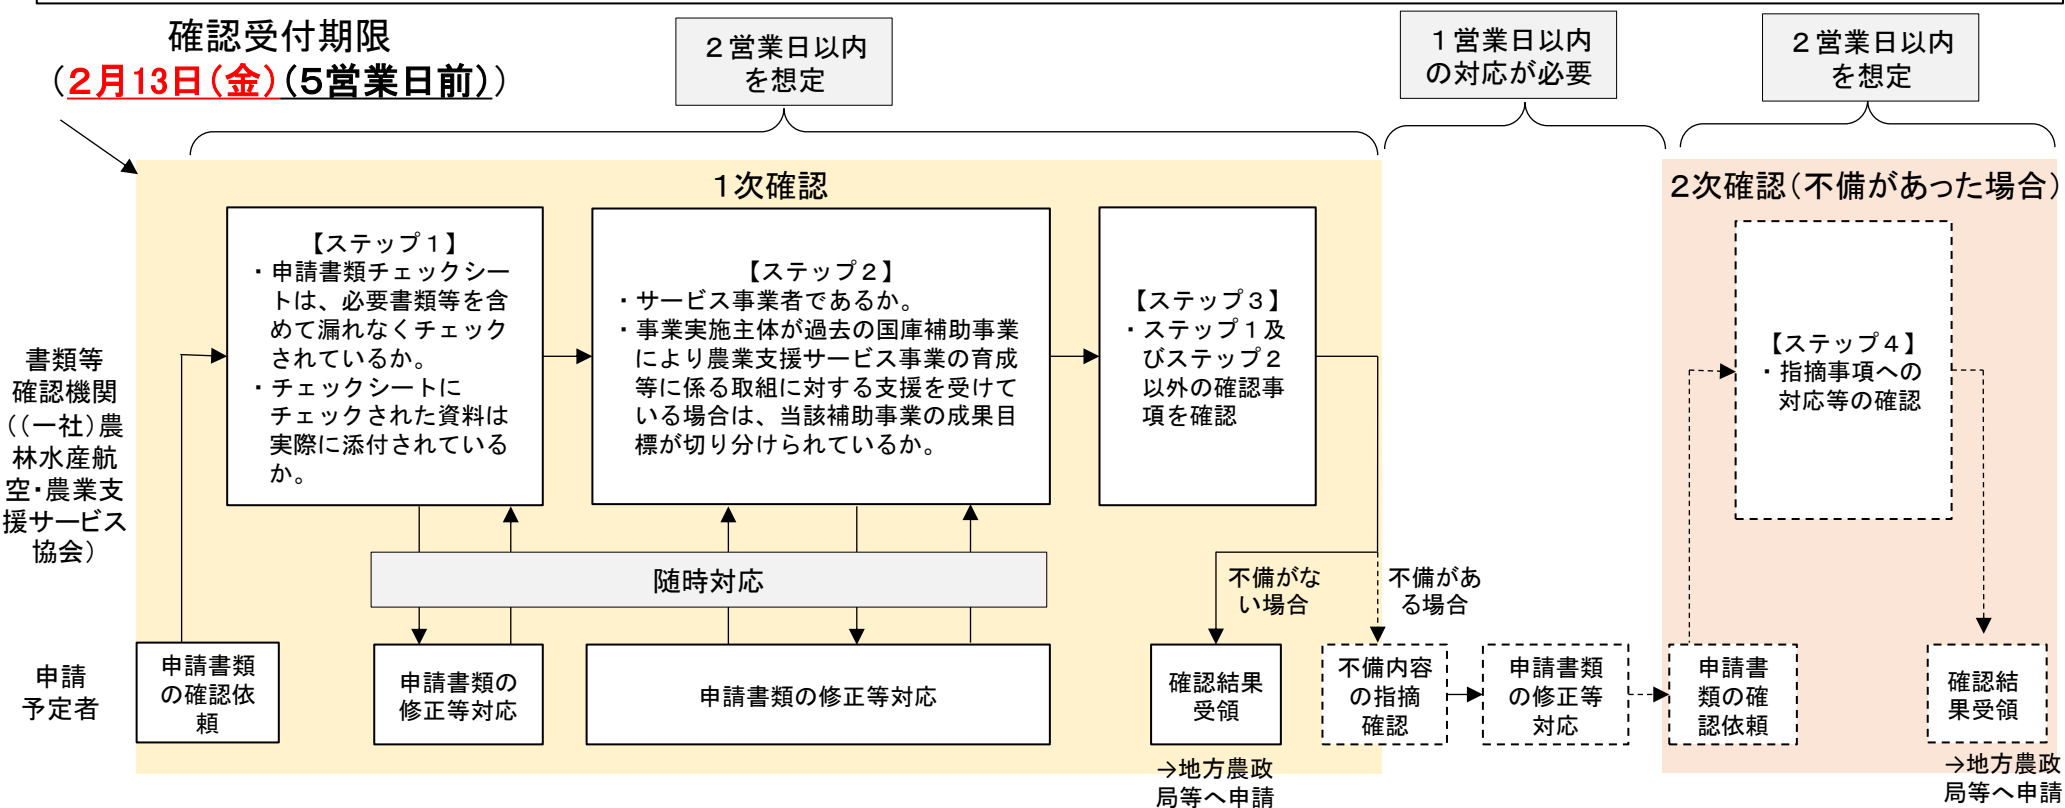 確認受付期限
（2月13日（金）（5営業日前））
２営業日以内
を想定
１営業日以内
の対応が必要
２営業日以内
を想定
１次確認
２次確認（不備があった場合）
【ステップ１】
・申請書類チェックシー
トは、必要書類等を含
めて漏れなくチェック
されているか。
・チェックシートに
チェックされた資料は
実際に添付されている
か。
【ステップ２】
・サービス事業者であるか。
・事業実施主体が過去の国庫補助事業
により農業支援サービス事業の育成
等に係る取組に対する支援を受けて
いる場合は、当該補助事業の成果目
標が切り分けられているか。
【ステップ３】
・ステップ１及
びステップ２
以外の確認事
項を確認
【ステップ４】
・指摘事項への
対応等の確認
書類等
確認機関
（（一社）農
林水産航
空・農業支
援サービス
協会）
随時対応
不備がな
い場合
不備があ
る場合
申請
予定者
申請書類
の確認依
頼
申請書類の
修正等対応
申請書類の修正等対応
確認結果
受領
不備内容
の指摘
確認
申請書類
の修正等
対応
申請書
類の確
認依頼
確認結
果受領
→地方農政
局等へ申請
→地方農政
局等へ申請